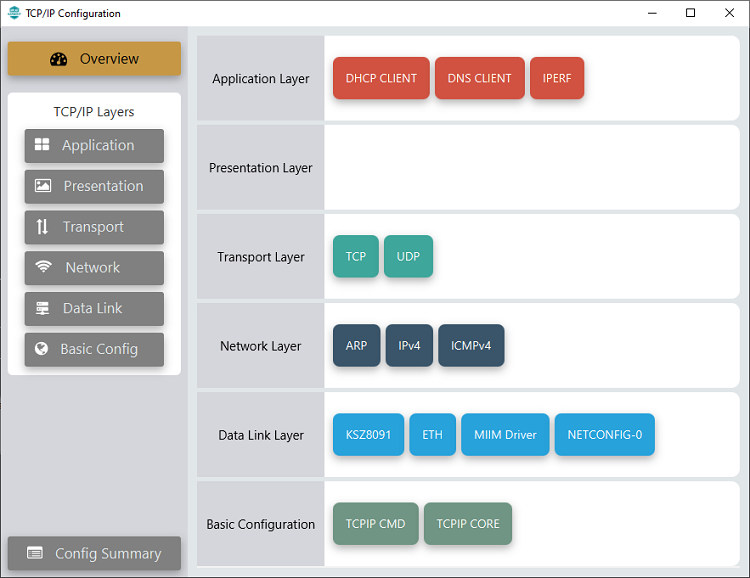 TCP/IP Configuration
Overview
TCP/IP Layers
Application
Presentation
Transport
Network
Data Link
Basic Config
Config Summary
Application Layer
DHCP CLIENT
DNS CLIENT
IPERF
Presentation Layer
Transport Layer
TCP
UDP
Network Layer
ARP
IPv4
ICMPv4
Data Link Layer
KSZ8091
ETH
MIIM Driver
NETCONFIG-0
Basic Configuration
TCPIP CMD
TCPIP CORE